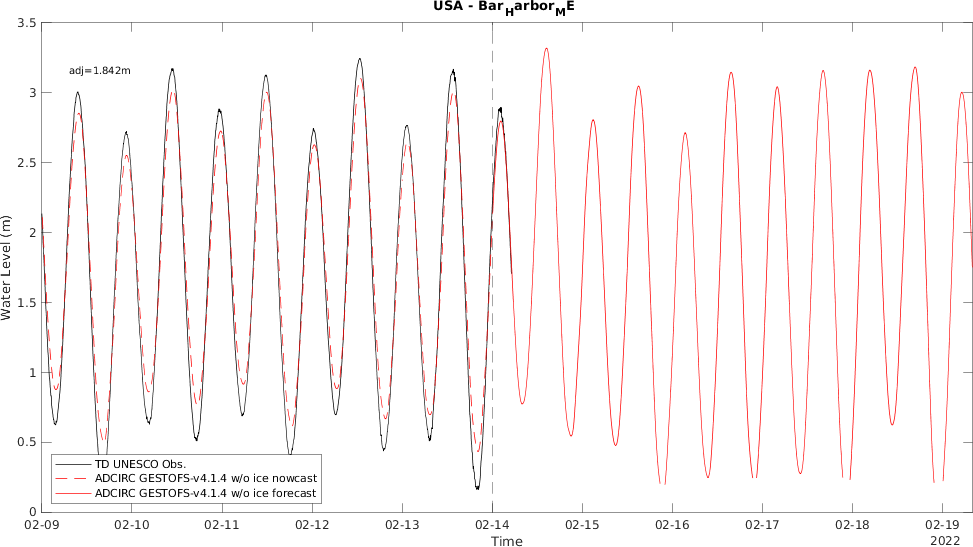 USA - Bar_Harbor_ME
adj=1.842m
3.5
3
2.5
2
1.5
1
0.5
0
Water Level (m)
TD UNESCO Obs.
ADCIRC GESTOFS-v4.1.4 w/o ice nowcast
ADCIRC GESTOFS-v4.1.4 w/o ice forecast
02-09 02-10 02-11 02-12 02-13 02-14 02-15 02-16 02-17 02-18 02-19
Time 2022